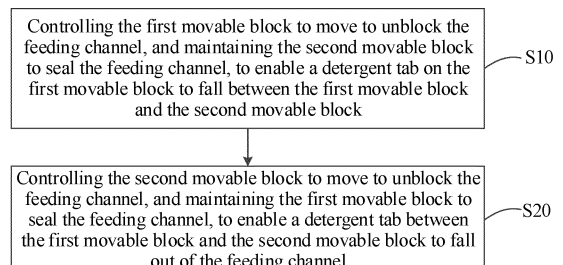 Controlling the first movable block to move to unblock the
feeding channel, and maintaining the second movable block
to seal the feeding channel, to enable a detergent tab on the
first movable block to fall between the first movable block
and the second movable block
S10
Controlling the second movable block to move to unblock the
feeding channel, and maintaining the first movable block to
seal the feeding channel, to enable a detergent tab between
the first movable block and the second movable block to fall
out of the feeding channel
S20